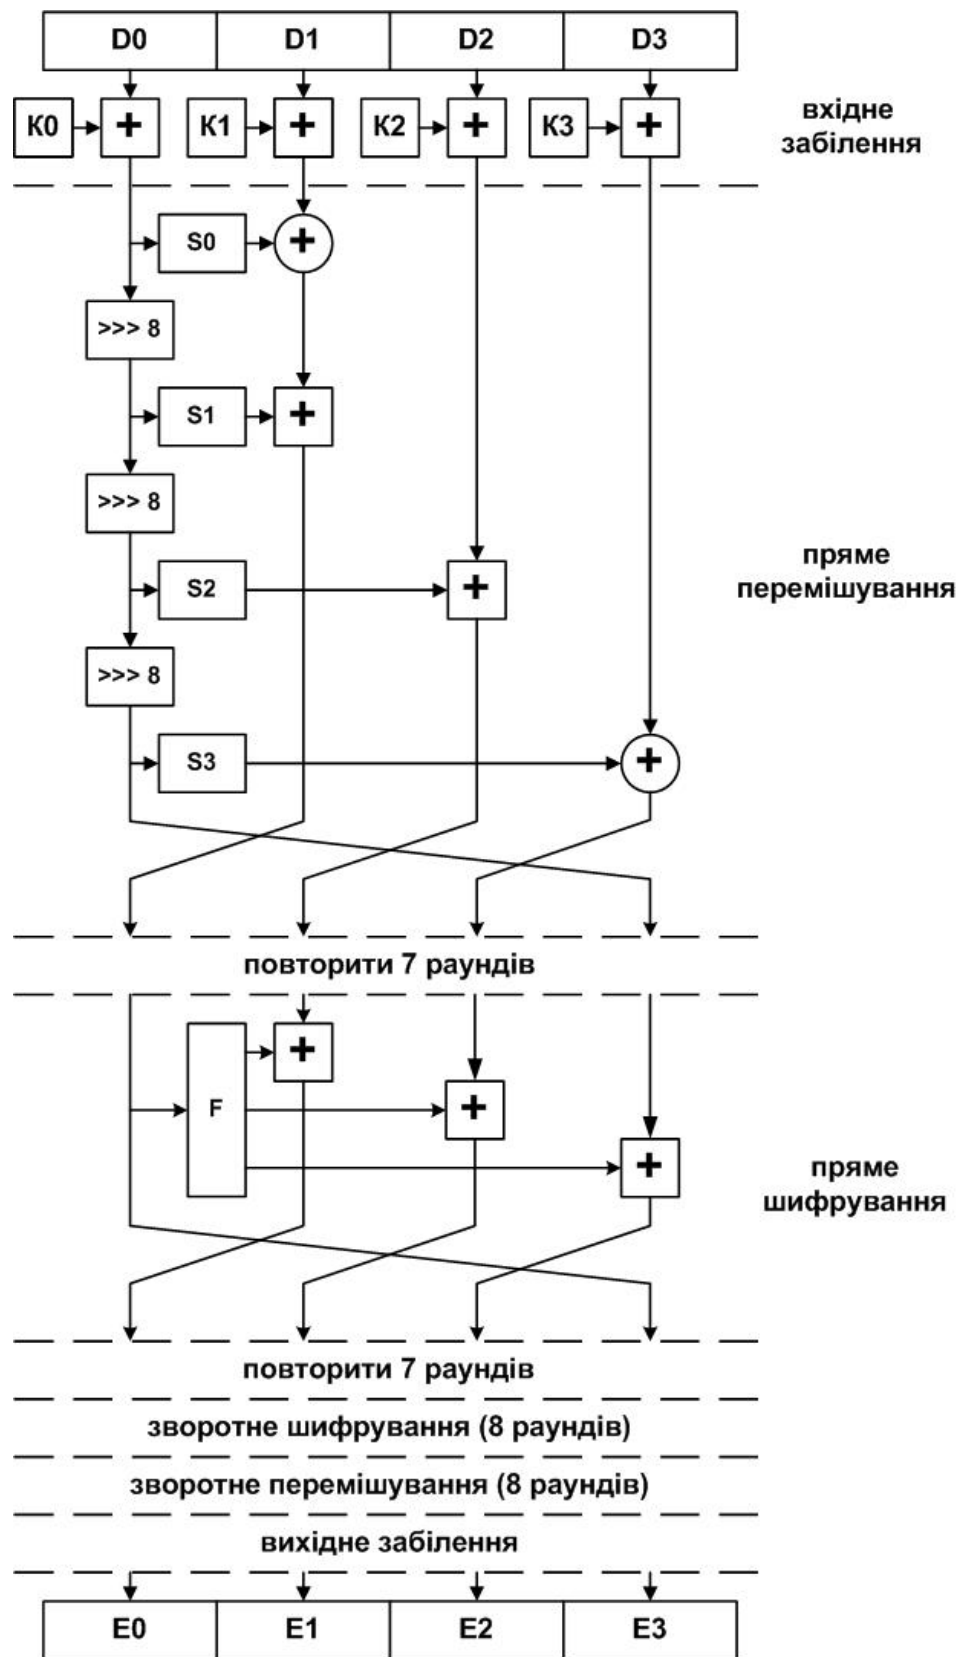 D0 D1 D2 D3
K0 + K1 + K2 + K3 +
вхідне
забілення
S0 +
>>> 8
S1 +
>>> 8
S2 +
пряме
перемішування
>>> 8
S3 +
повторити 7 раундів
+
F +
+
пряме
шифрування
повторити 7 раундів
зворотне шифрування (8 раундів)
зворотне перемішування (8 раундів)
вихідне забілення
E0 E1 E2 E3